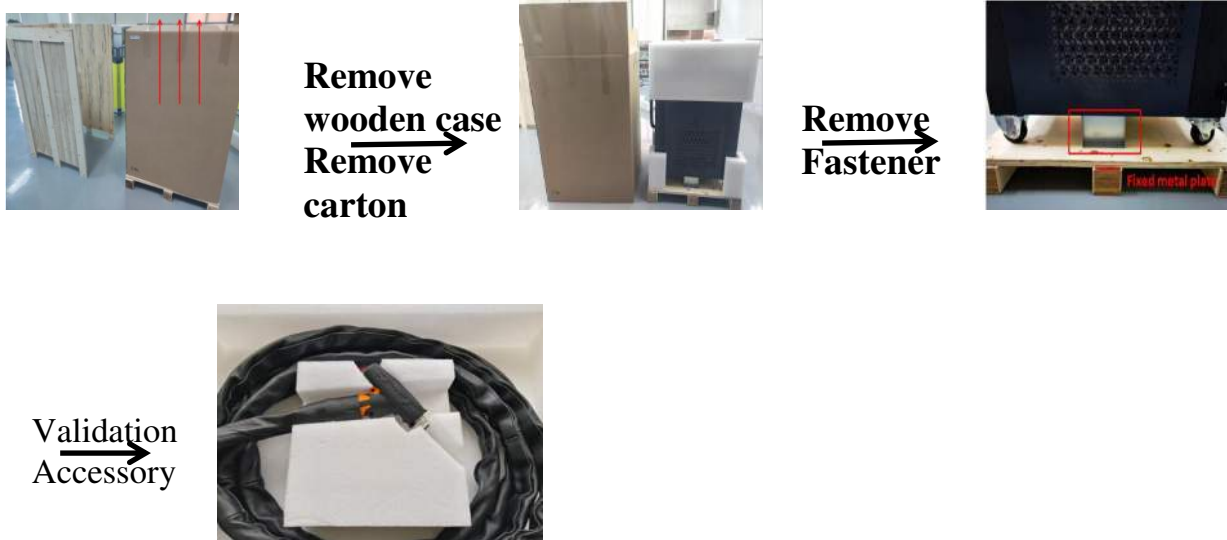 Remove
wooden case
Remove
carton
Remove
Fastener
Fixed metal plate
Validation
Accessory